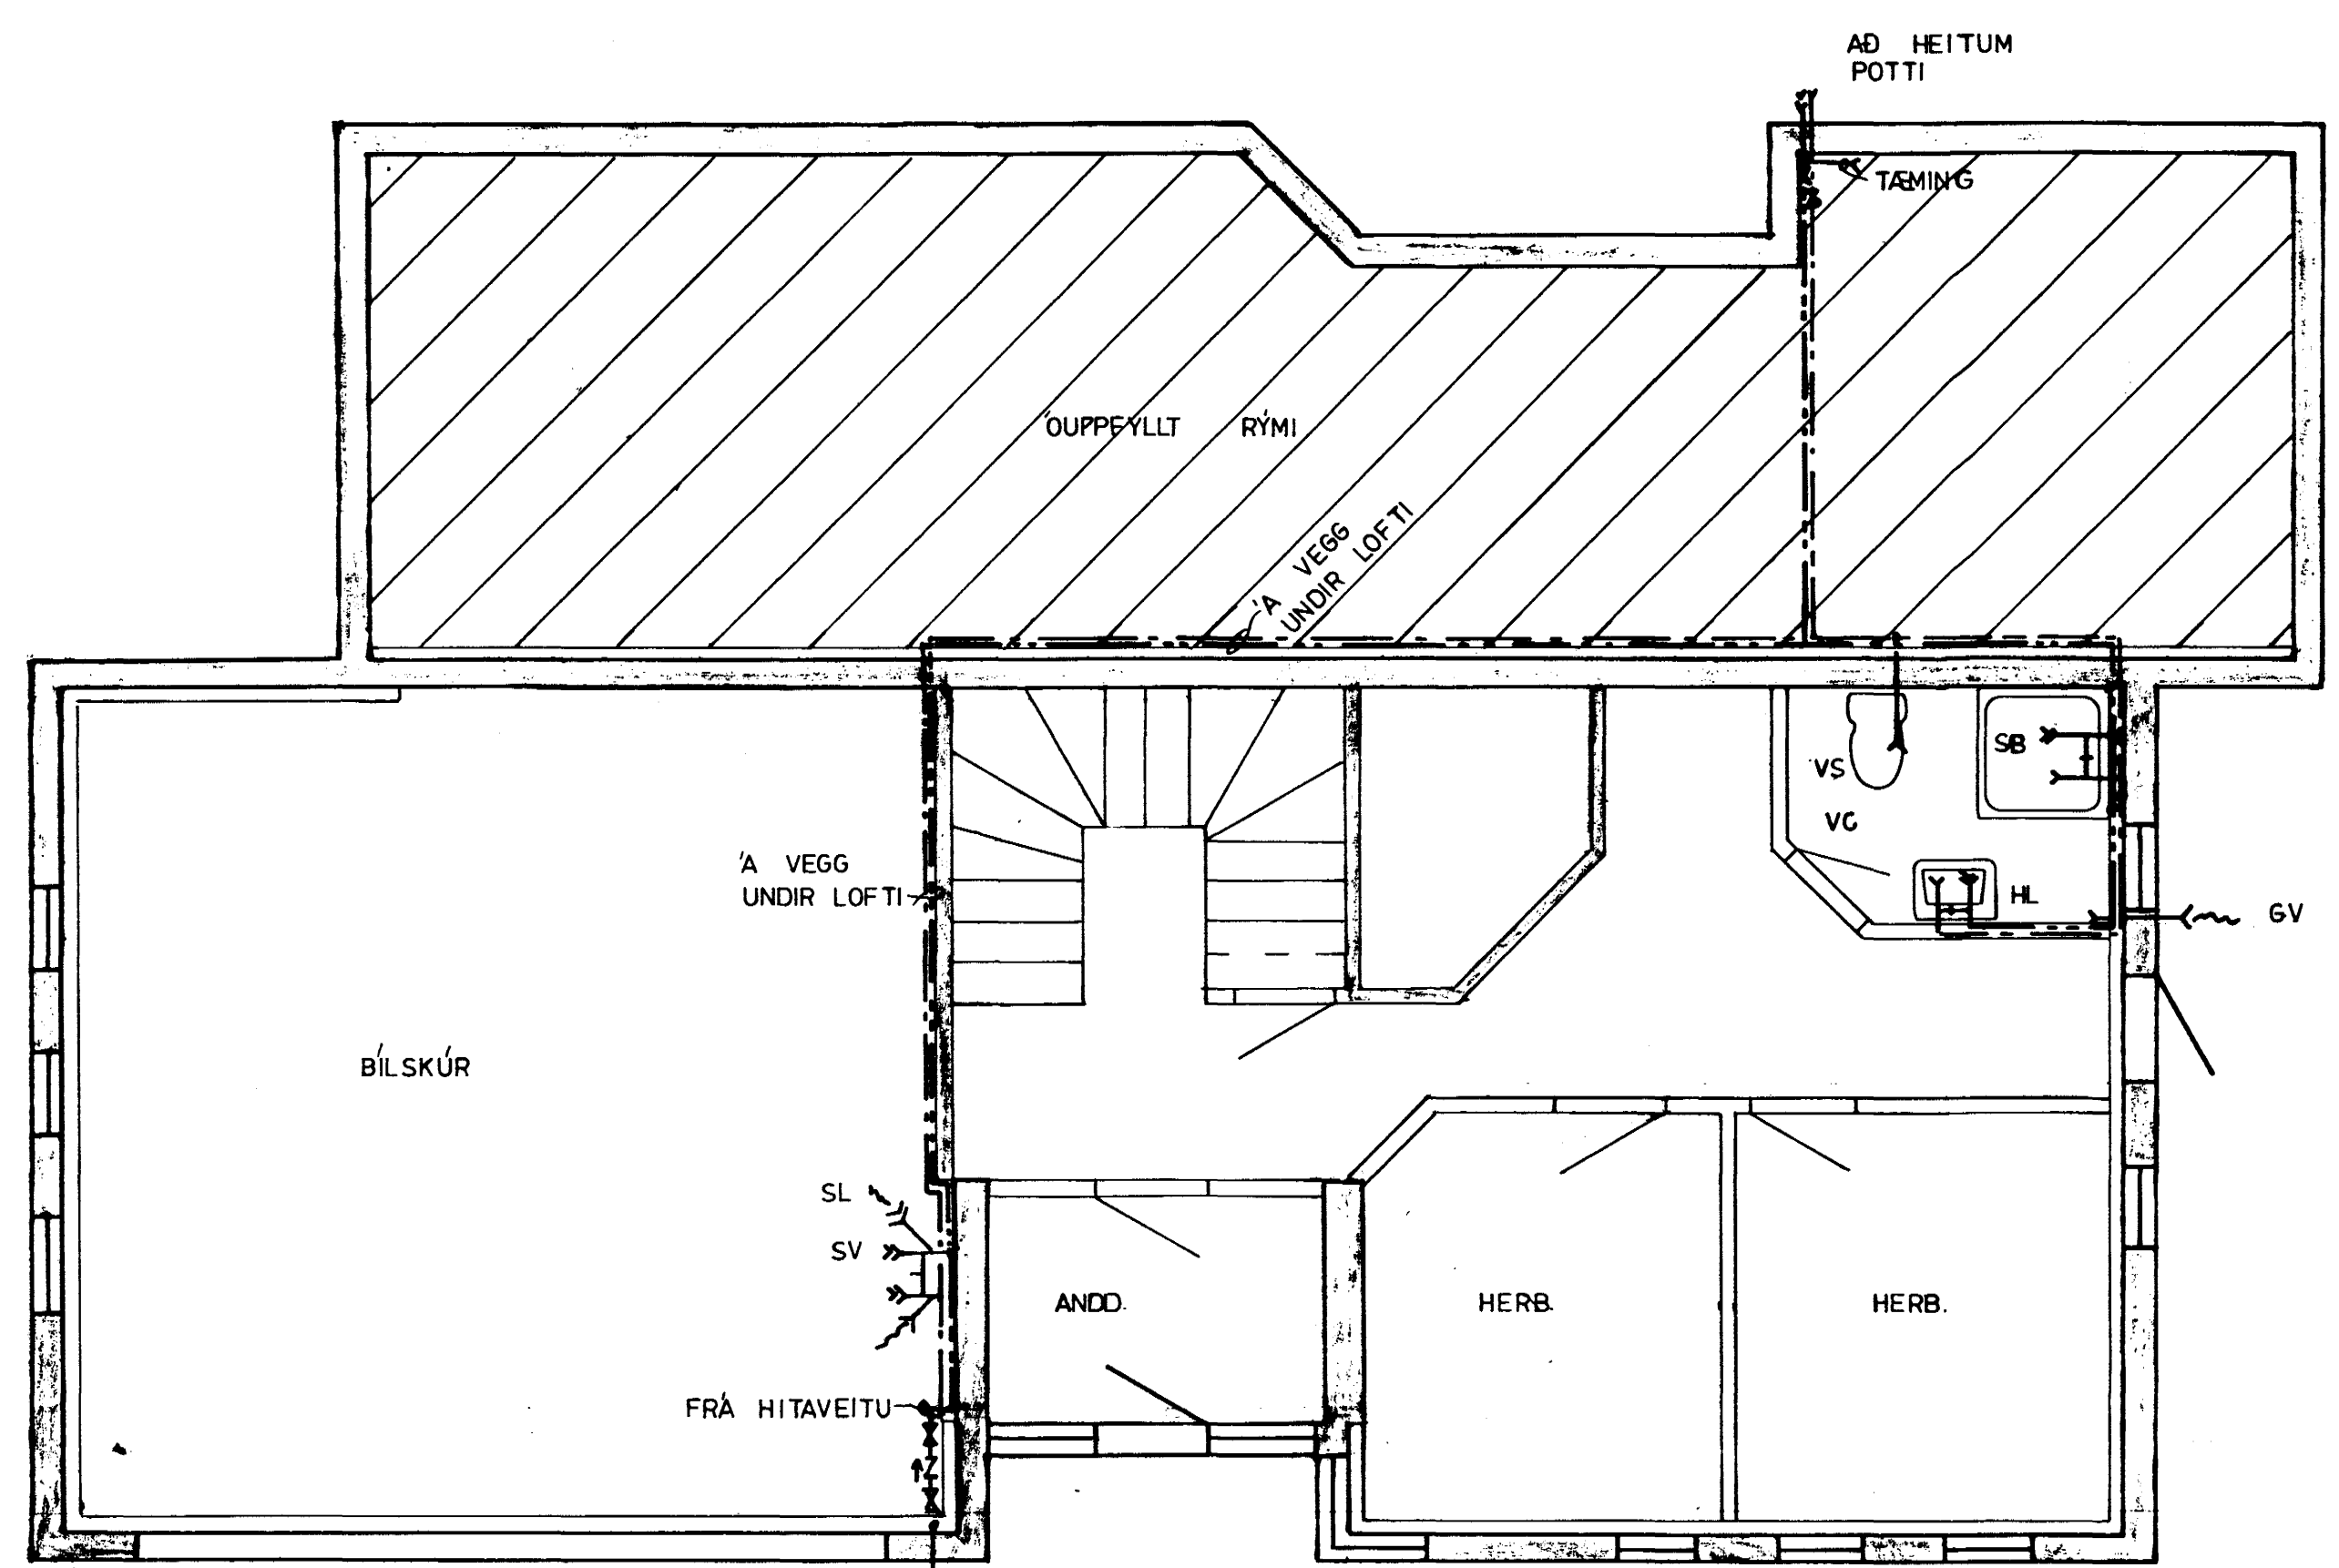 AÐ HEITUM
POTTI
TÆMING
ÓUPPFYLLT RÝMI
Á VEGG
UNDIR LOFTI
SB
VS
VC
HL
GV
Á VEGG
UNDIR LOFTI
BÍLSKÚR
SL
SV
ANDD.
HERB.
HERB.
FRÁ HITAVEITU